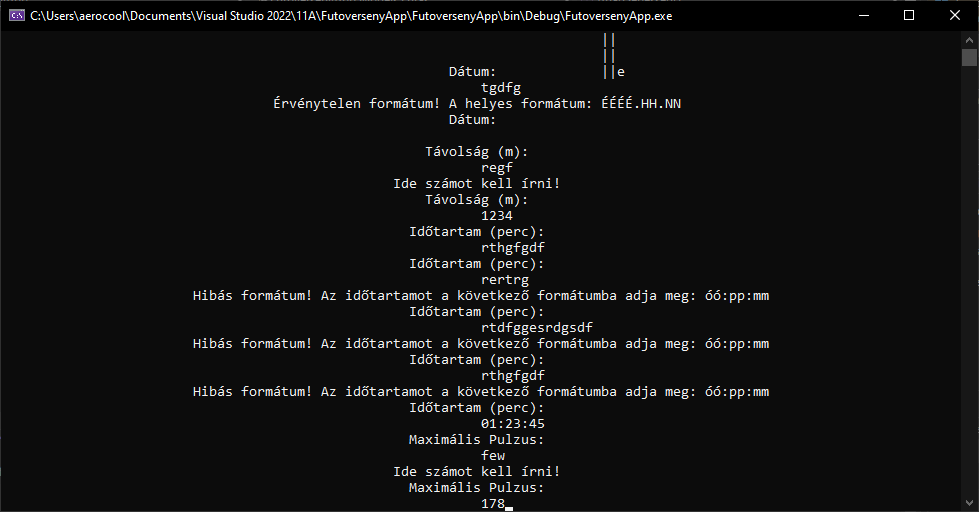 C:\Users\aerocool\Documents\Visual Studio 2022\11A\FutoversenyApp\FutoversenyApp\bin\Debug\FutoversenyApp.exe
||
||
Dátum: ||e
tgdfg
Érvénytelen formátum! A helyes formátum: ÉÉÉÉ.HH.NN
Dátum:
Távolság (m):
regf
Ide számot kell írni!
Távolság (m):
1234
Időtartam (perc):
rthgfgdf
Időtartam (perc):
rertrg
Hibás formátum! Az időtartamot a következő formátumba adja meg: óó:pp:mm
Időtartam (perc):
rtdfggesrdgsdf
Hibás formátum! Az időtartamot a következő formátumba adja meg: óó:pp:mm
Időtartam (perc):
rthgfgdf
Hibás formátum! Az időtartamot a következő formátumba adja meg: óó:pp:mm
Időtartam (perc):
01:23:45
Maximális Pulzus:
few
Ide számot kell írni!
Maximális Pulzus:
178